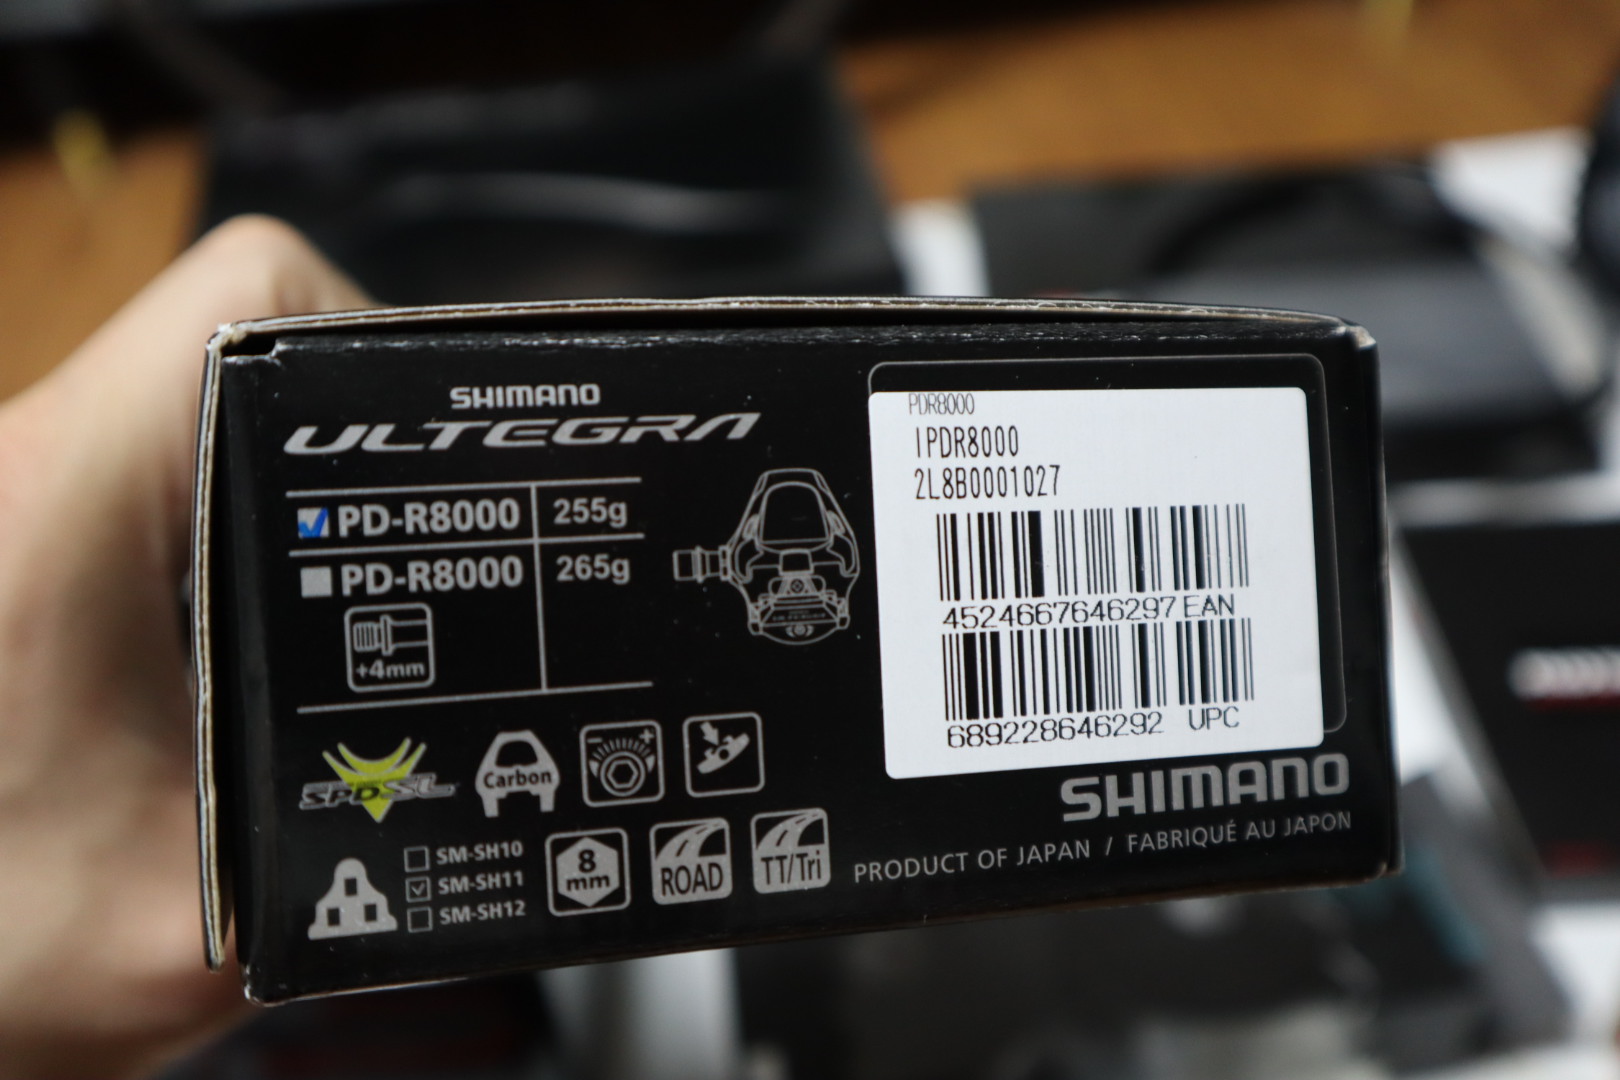 SHIMANO
ULTEGRA
PD-R8000 255g
PD-R8000 265g
+4mm
SPD-SL
Carbon
- +
SM-SH10
SM-SH11
SM-SH12
8
mm
ROAD
TT/Tri
PDR8000
IPDR8000
2L8B0001027
4524667646297 EAN
689228646292 UPC
SHIMANO
PRODUCT OF JAPAN / FABRIQUÉ AU JAPON